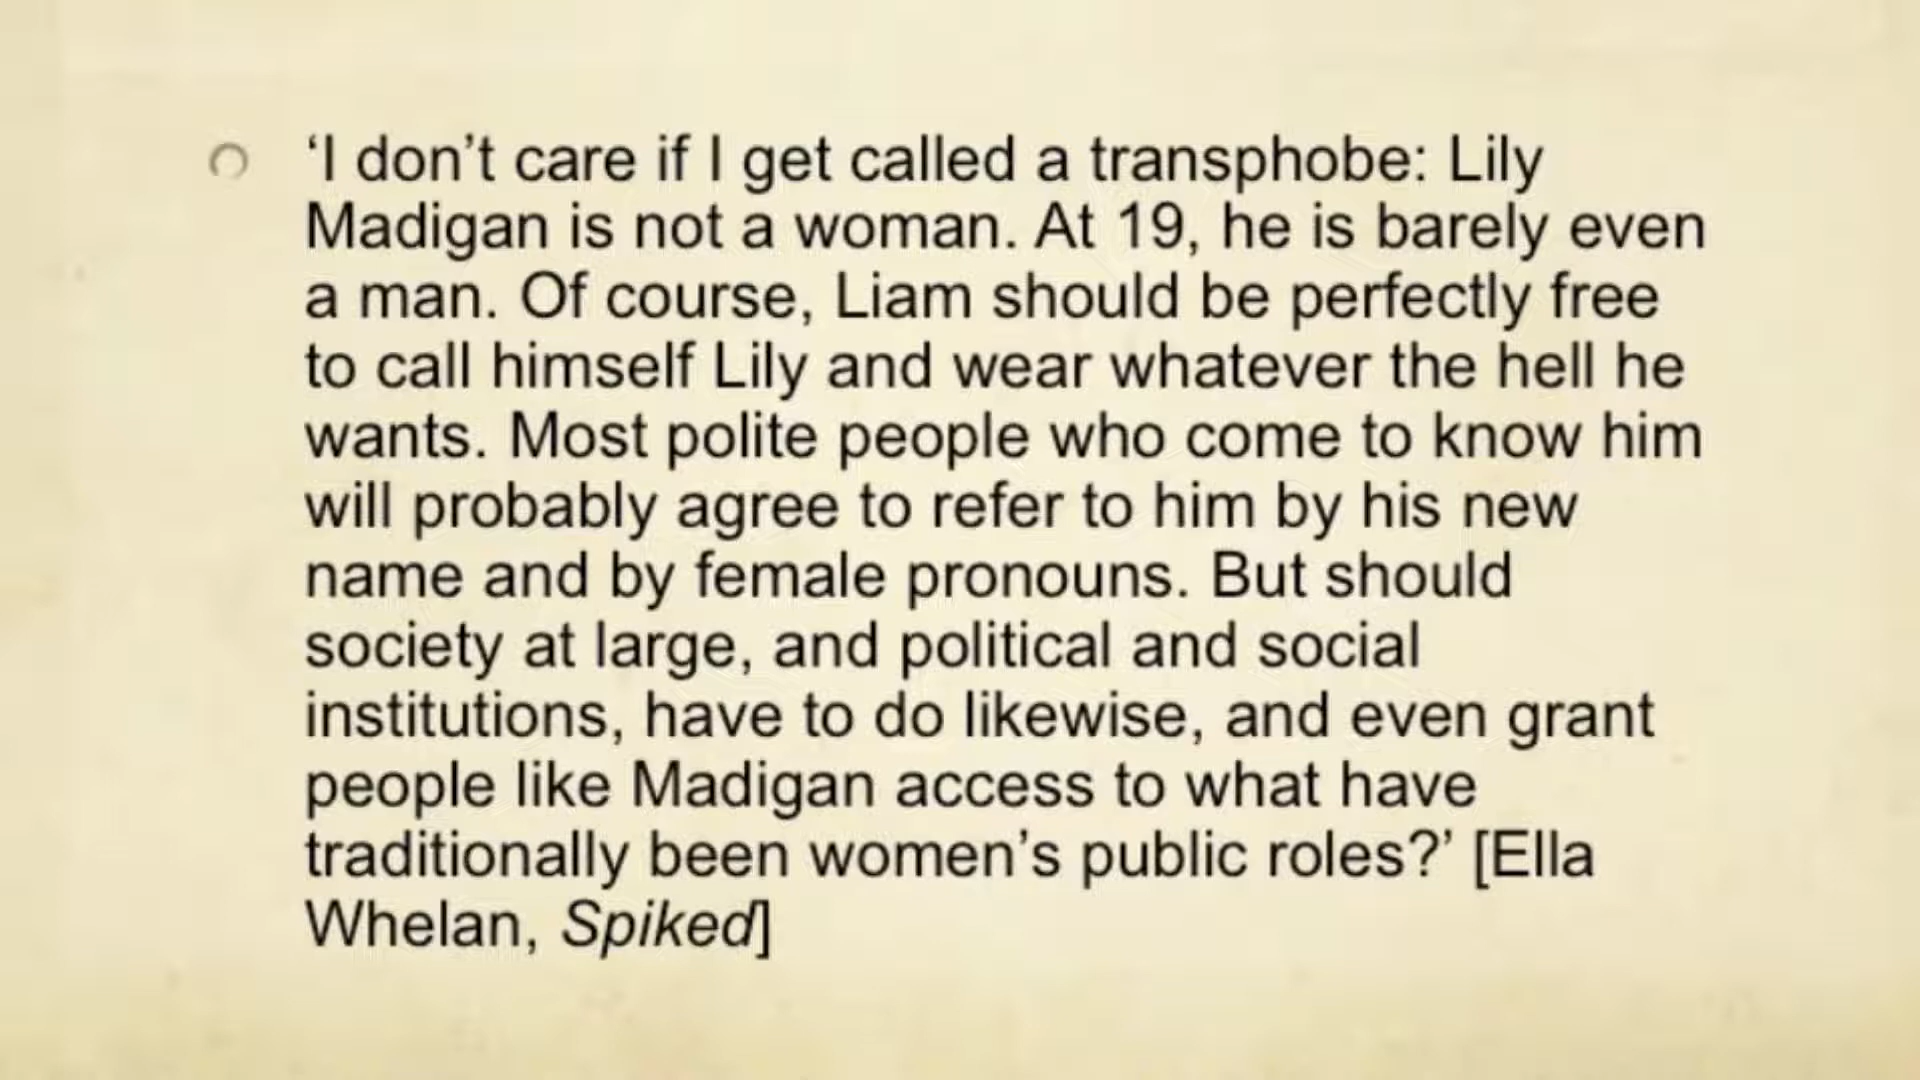 ‘I don’t care if I get called a transphobe: Lily
Madigan is not a woman. At 19, he is barely even
a man. Of course, Liam should be perfectly free
to call himself Lily and wear whatever the hell he
wants. Most polite people who come to know him
will probably agree to refer to him by his new
name and by female pronouns. But should
society at large, and political and social
institutions, have to do likewise, and even grant
people like Madigan access to what have
traditionally been women’s public roles?’ [Ella
Whelan, Spiked]